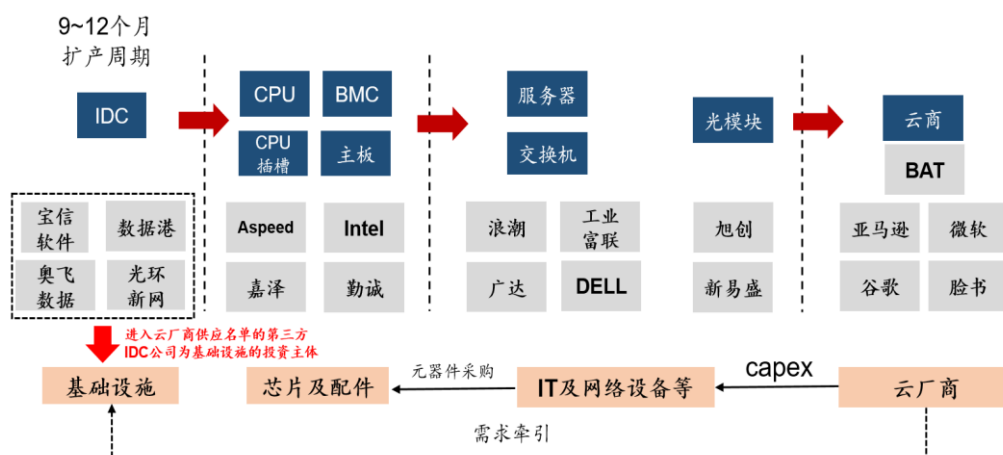 9~12个月
扩产周期
IDC
CPU
BMC
CPU
插槽
主板
服务器
交换机
光模块
云商
BAT
宝信
软件
数据港
奥飞
数据
光环
新网
Aspeed
Intel
嘉泽
勤诚
浪潮
工业
富联
广达
DELL
旭创
新易盛
亚马逊
微软
谷歌
脸书
进入云厂商供应名单的第三方
IDC公司为基础设施的投资主体
基础设施
芯片及配件
元器件采购
IT及网络设备等
capex
云厂商
需求牵引